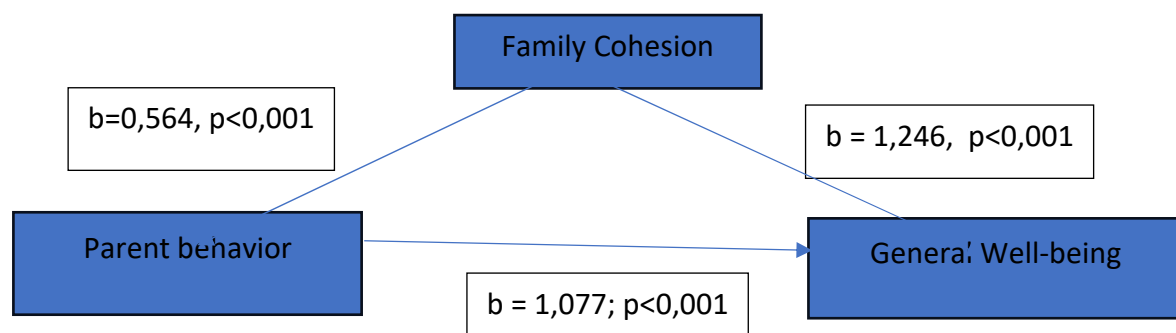 Family Cohesion
b=0,564, p<0,001
b = 1,246,  p<0,001
Parent behavior
General Well-being
b = 1,077; p<0,001